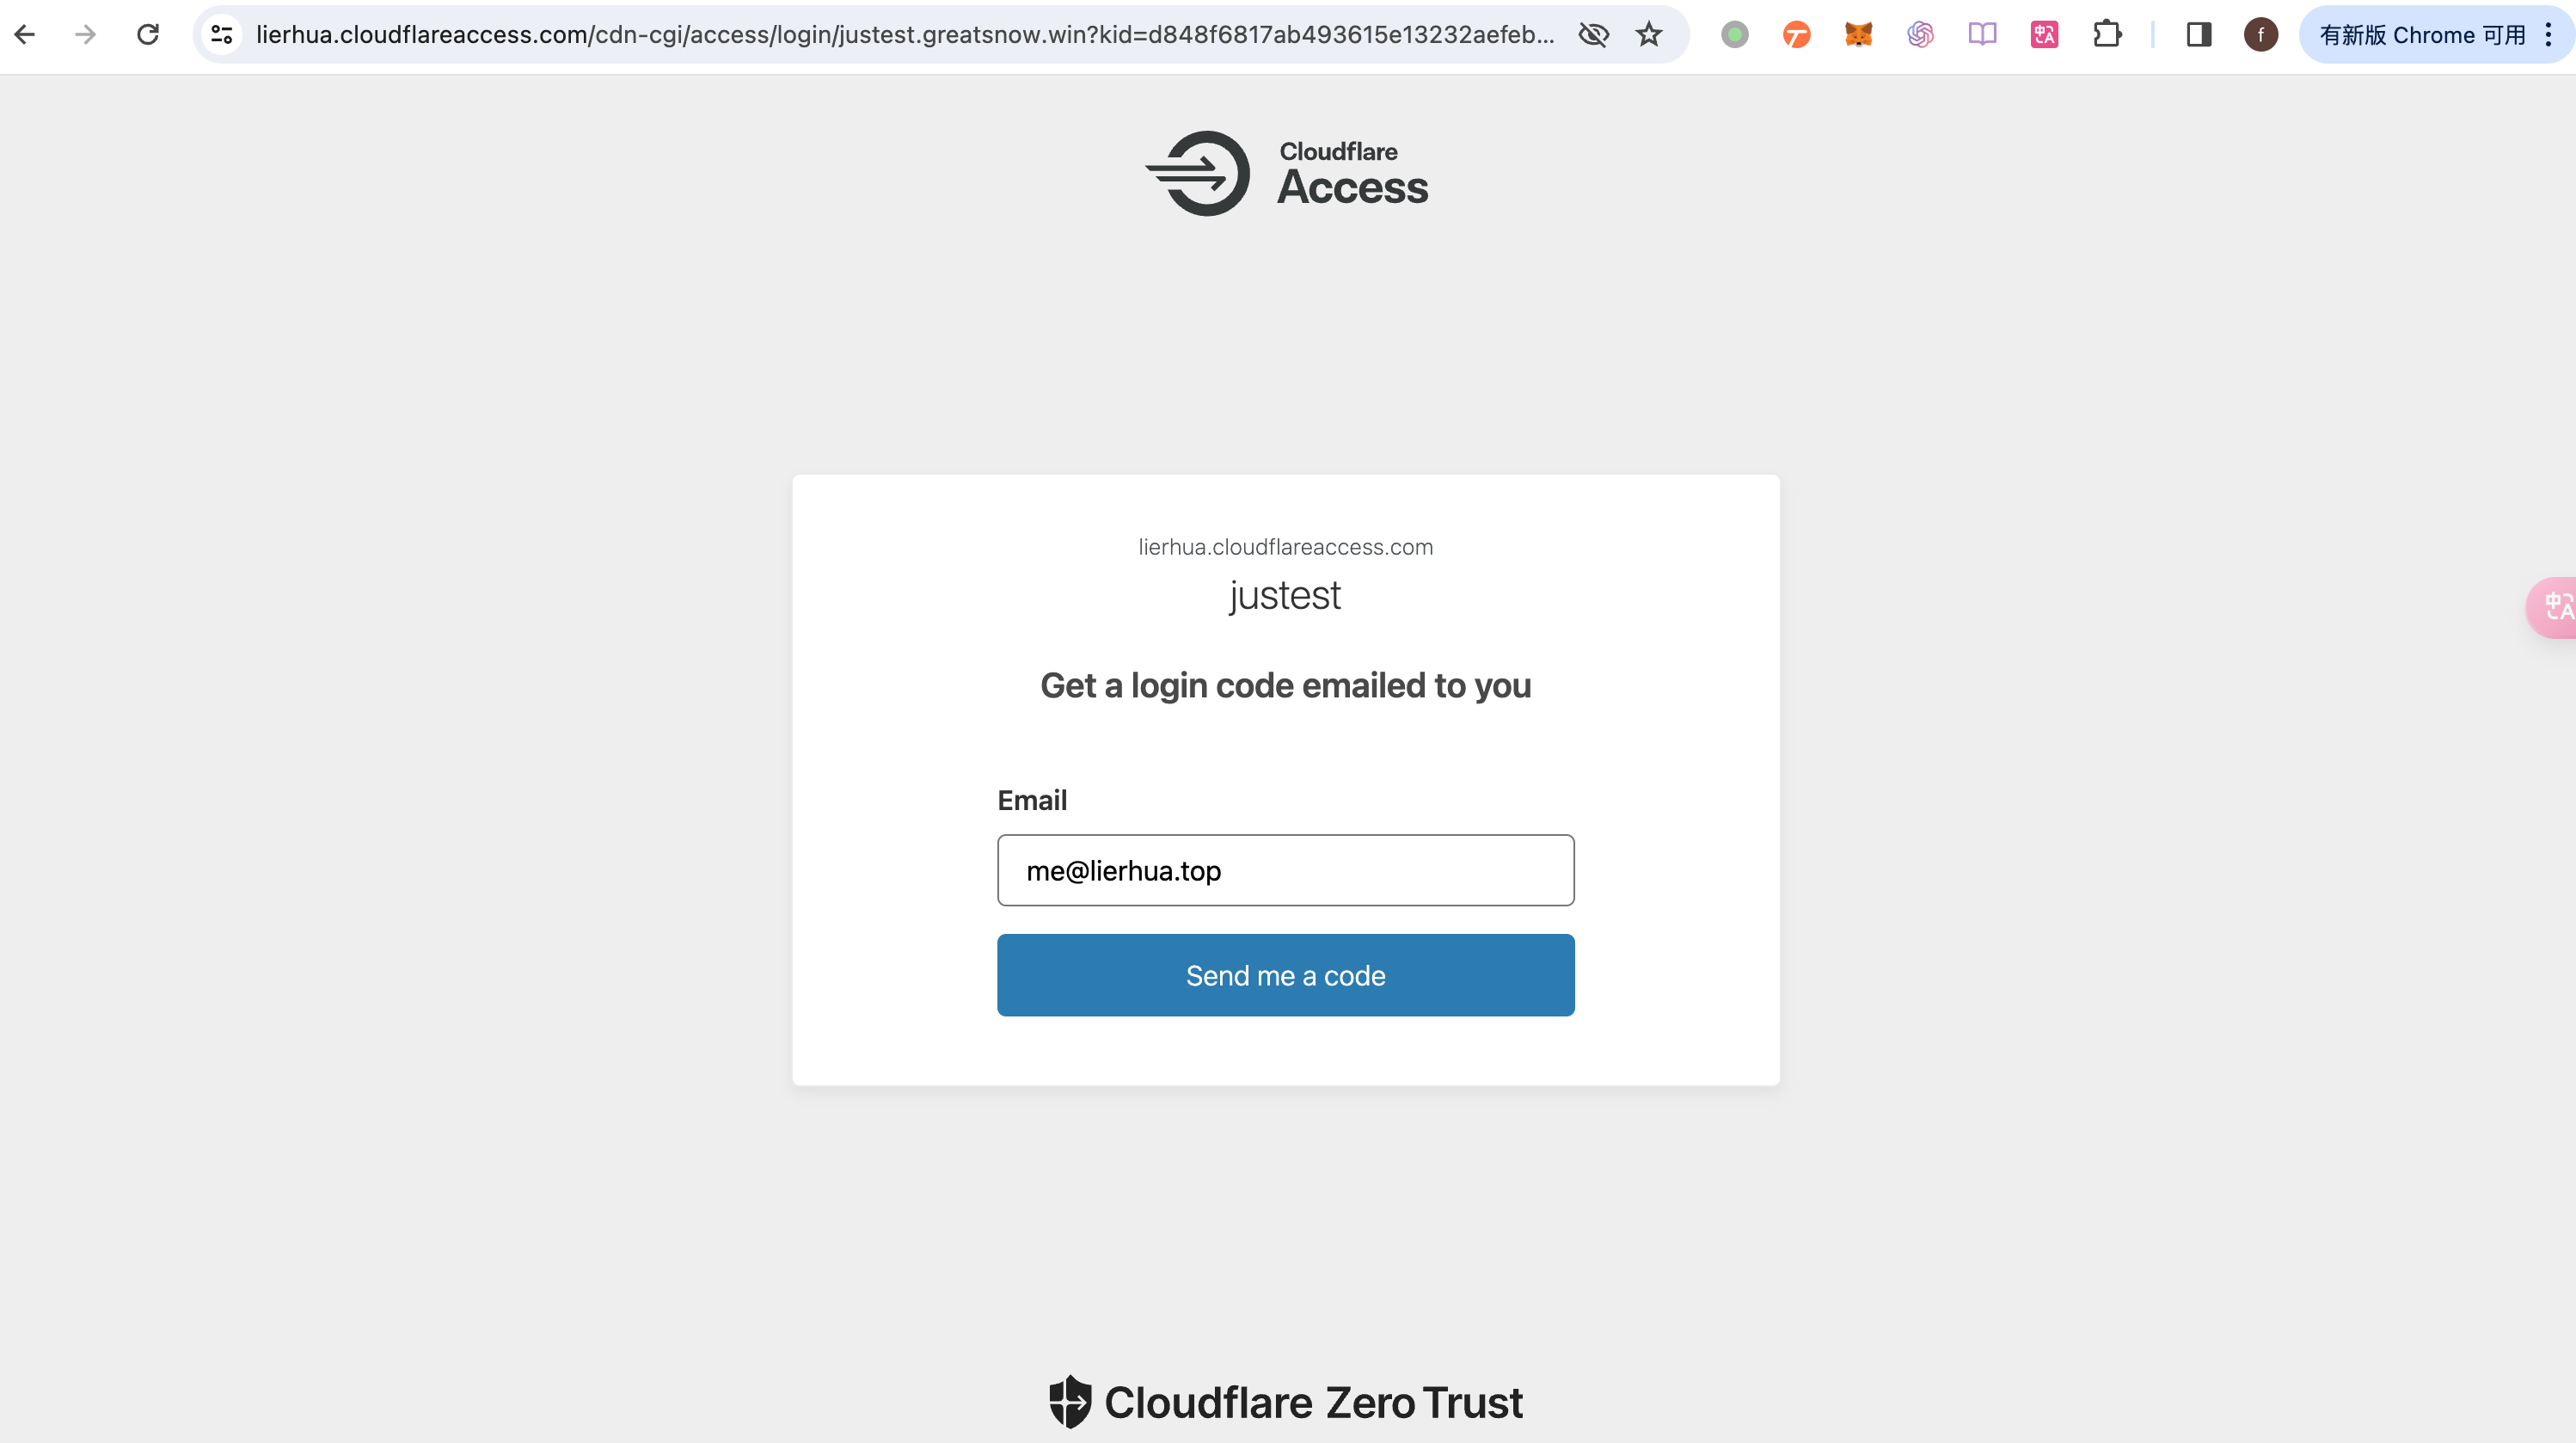 lierhua.cloudflareaccess.com/cdn-cgi/access/login/justest.greatsnow.win?kid=d848f6817ab493615e13232aefeb...
f
有新版 Chrome 可用
Cloudflare
Access
lierhua.cloudflareaccess.com
justest
中A
Get a login code emailed to you
Email
me@lierhua.top
Send me a code
Cloudflare Zero Trust